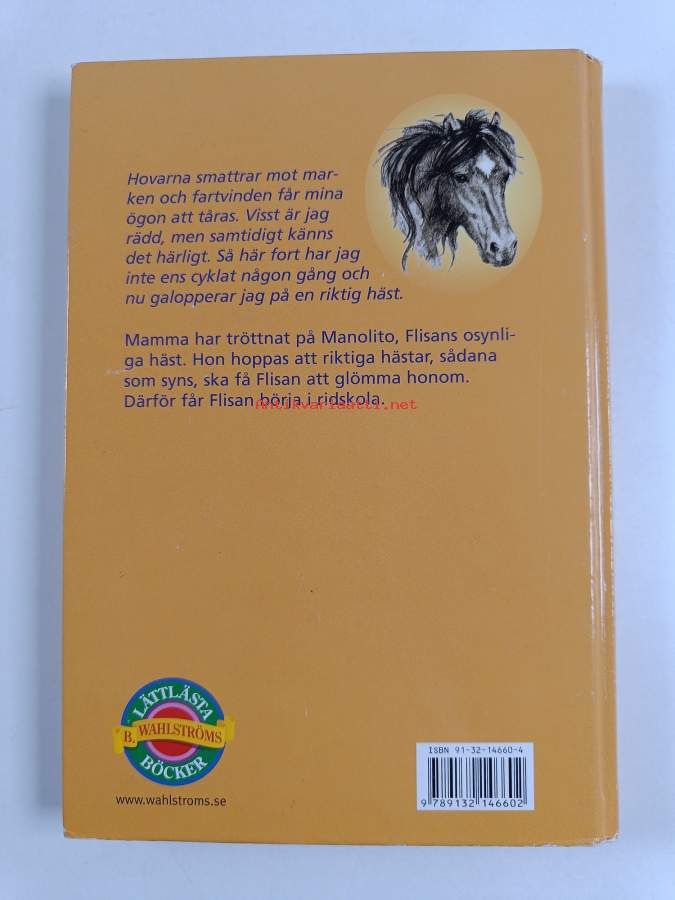 Hovarna smattrar mot mar-
ken och fartvinden får mina
ögon att tåras. Visst är jag
rädd, men samtidigt känns
det härligt. Så här fort har jag
inte ens cyklat någon gång och
nu galopperar jag på en riktig häst.
Mamma har tröttnat på Manolito, Flisans osynli-
ga häst. Hon hoppas att riktiga hästar, sådana
som syns, ska få Flisan att glömma honom.
Därför får Flisan börja i ridskola.
Antikvariaatti.net
LÄTTLÄSTA
B. WAHLSTRÖMS
BÖCKER
www.wahlstroms.se
ISBN 91-32-14660-4
9 789132 146602